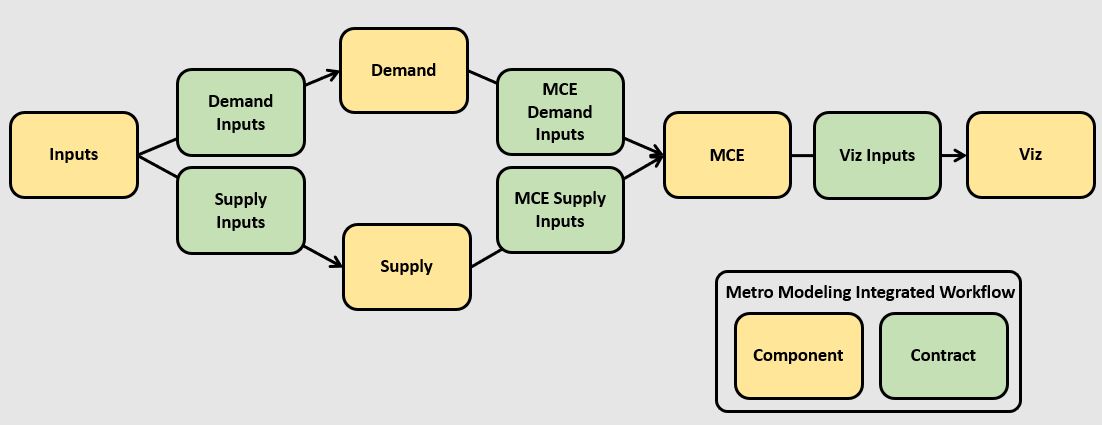 Demand
Demand
Inputs
MCE
Demand
Inputs
Inputs
MCE
Viz Inputs
Viz
Supply
Inputs
MCE Supply
Inputs
Supply
Metro Modeling Integrated Workflow
Component
Contract